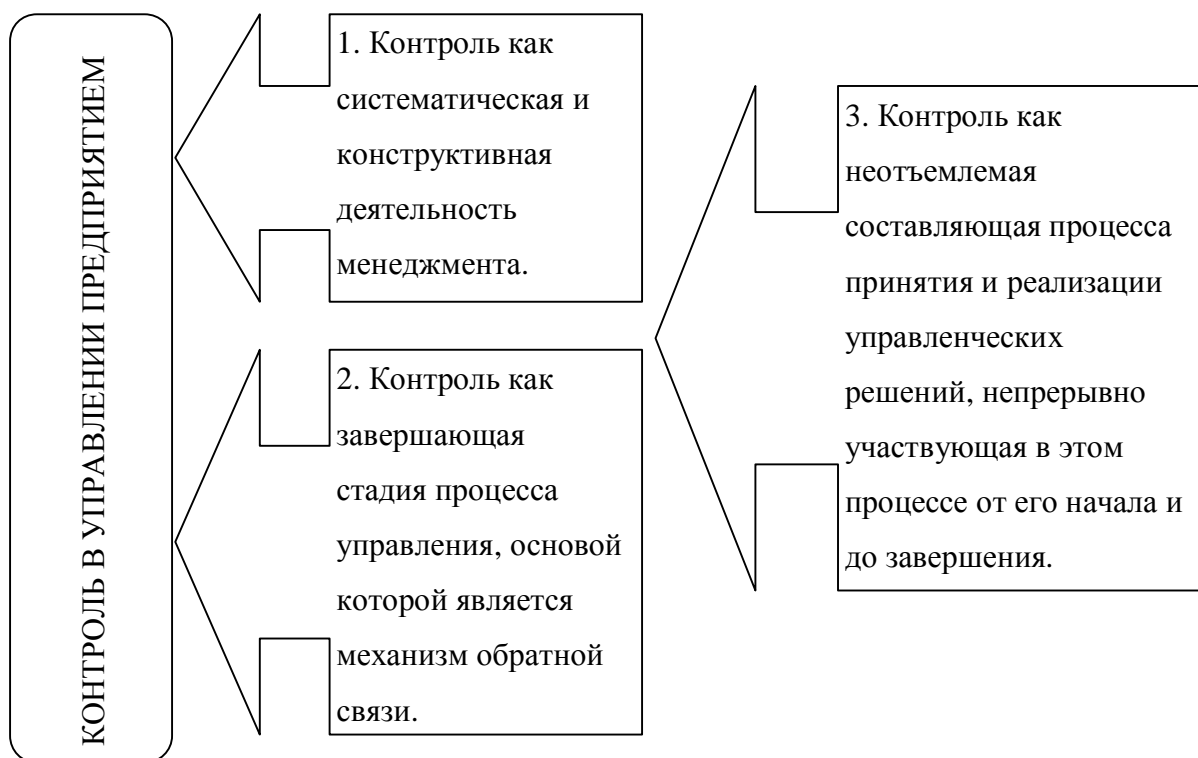 КОНТРОЛЬ В УПРАВЛЕНИИ ПРЕДПРИЯТИЕМ
1. Контроль как
систематическая и
конструктивная
деятельность
менеджмента.
2. Контроль как
завершающая
стадия процесса
управления, основой
которой является
механизм обратной
связи.
3. Контроль как
неотъемлемая
составляющая процесса
принятия и реализации
управленческих
решений, непрерывно
участвующая в этом
процессе от его начала и
до завершения.